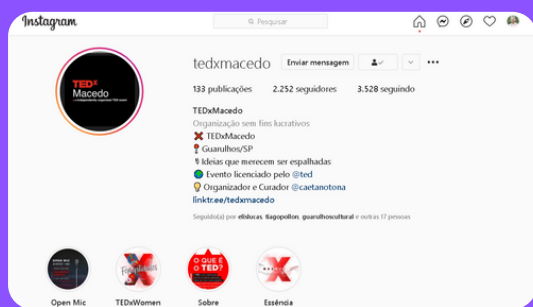 Instagram
Pesquisar
tedxmacedo Enviar mensagem
133 publicações 2.252 seguidores 3.528 seguindo
TEDx
Macedo
TEDxMacedo
Organização sem fins lucrativos
TEDxMacedo
Guarulhos/SP
Ideias que merecem ser espalhadas
Evento licenciado pelo @ted
Organizador e Curador @caetanotona
linktr.ee/tedxmacedo
Seguido(a) por elislucas, tiagopollon, guarulhoscultural e outras 17 pessoas
O QUE É
O TED?
Open Mic TEDxWomen Sobre Essência